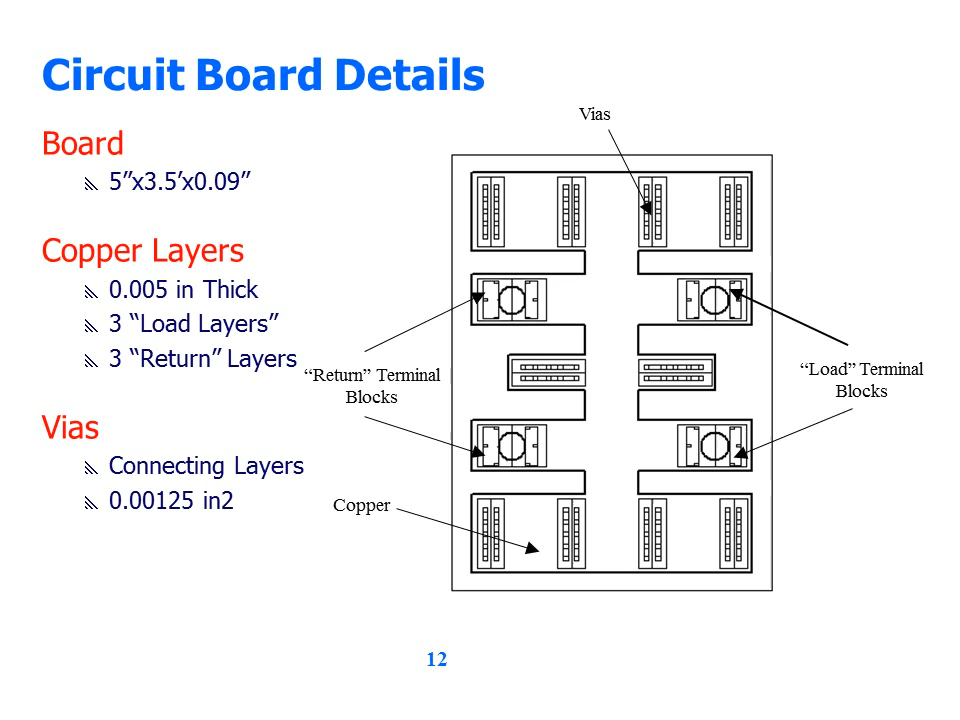 Circuit Board Details
Board
5”x3.5’x0.09”
Copper Layers
0.005 in Thick
3 “Load Layers”
3 “Return” Layers
Vias
Connecting Layers
0.00125 in2
Vias
“Return” Terminal
Blocks
“Load” Terminal
Blocks
Copper
12